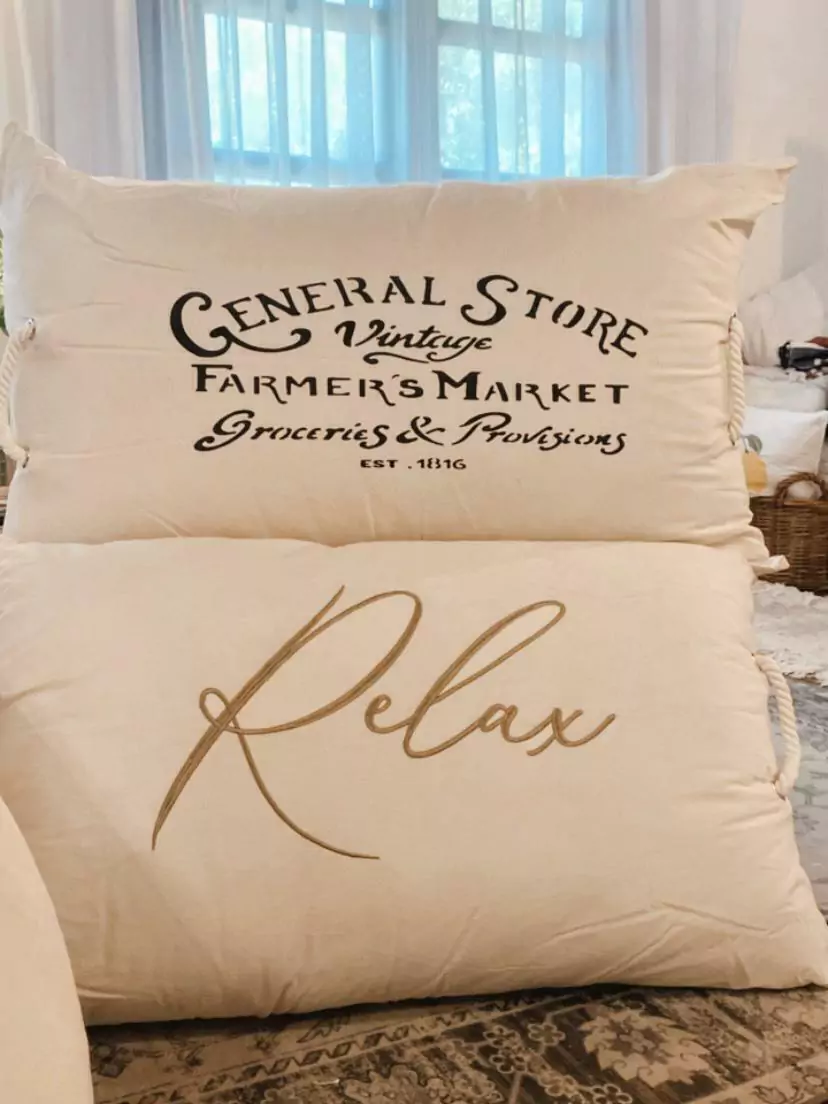 GENERAL STORE
Vintage
FARMER'S MARKET
Groceries & Provisions
EST . 1816
Relax